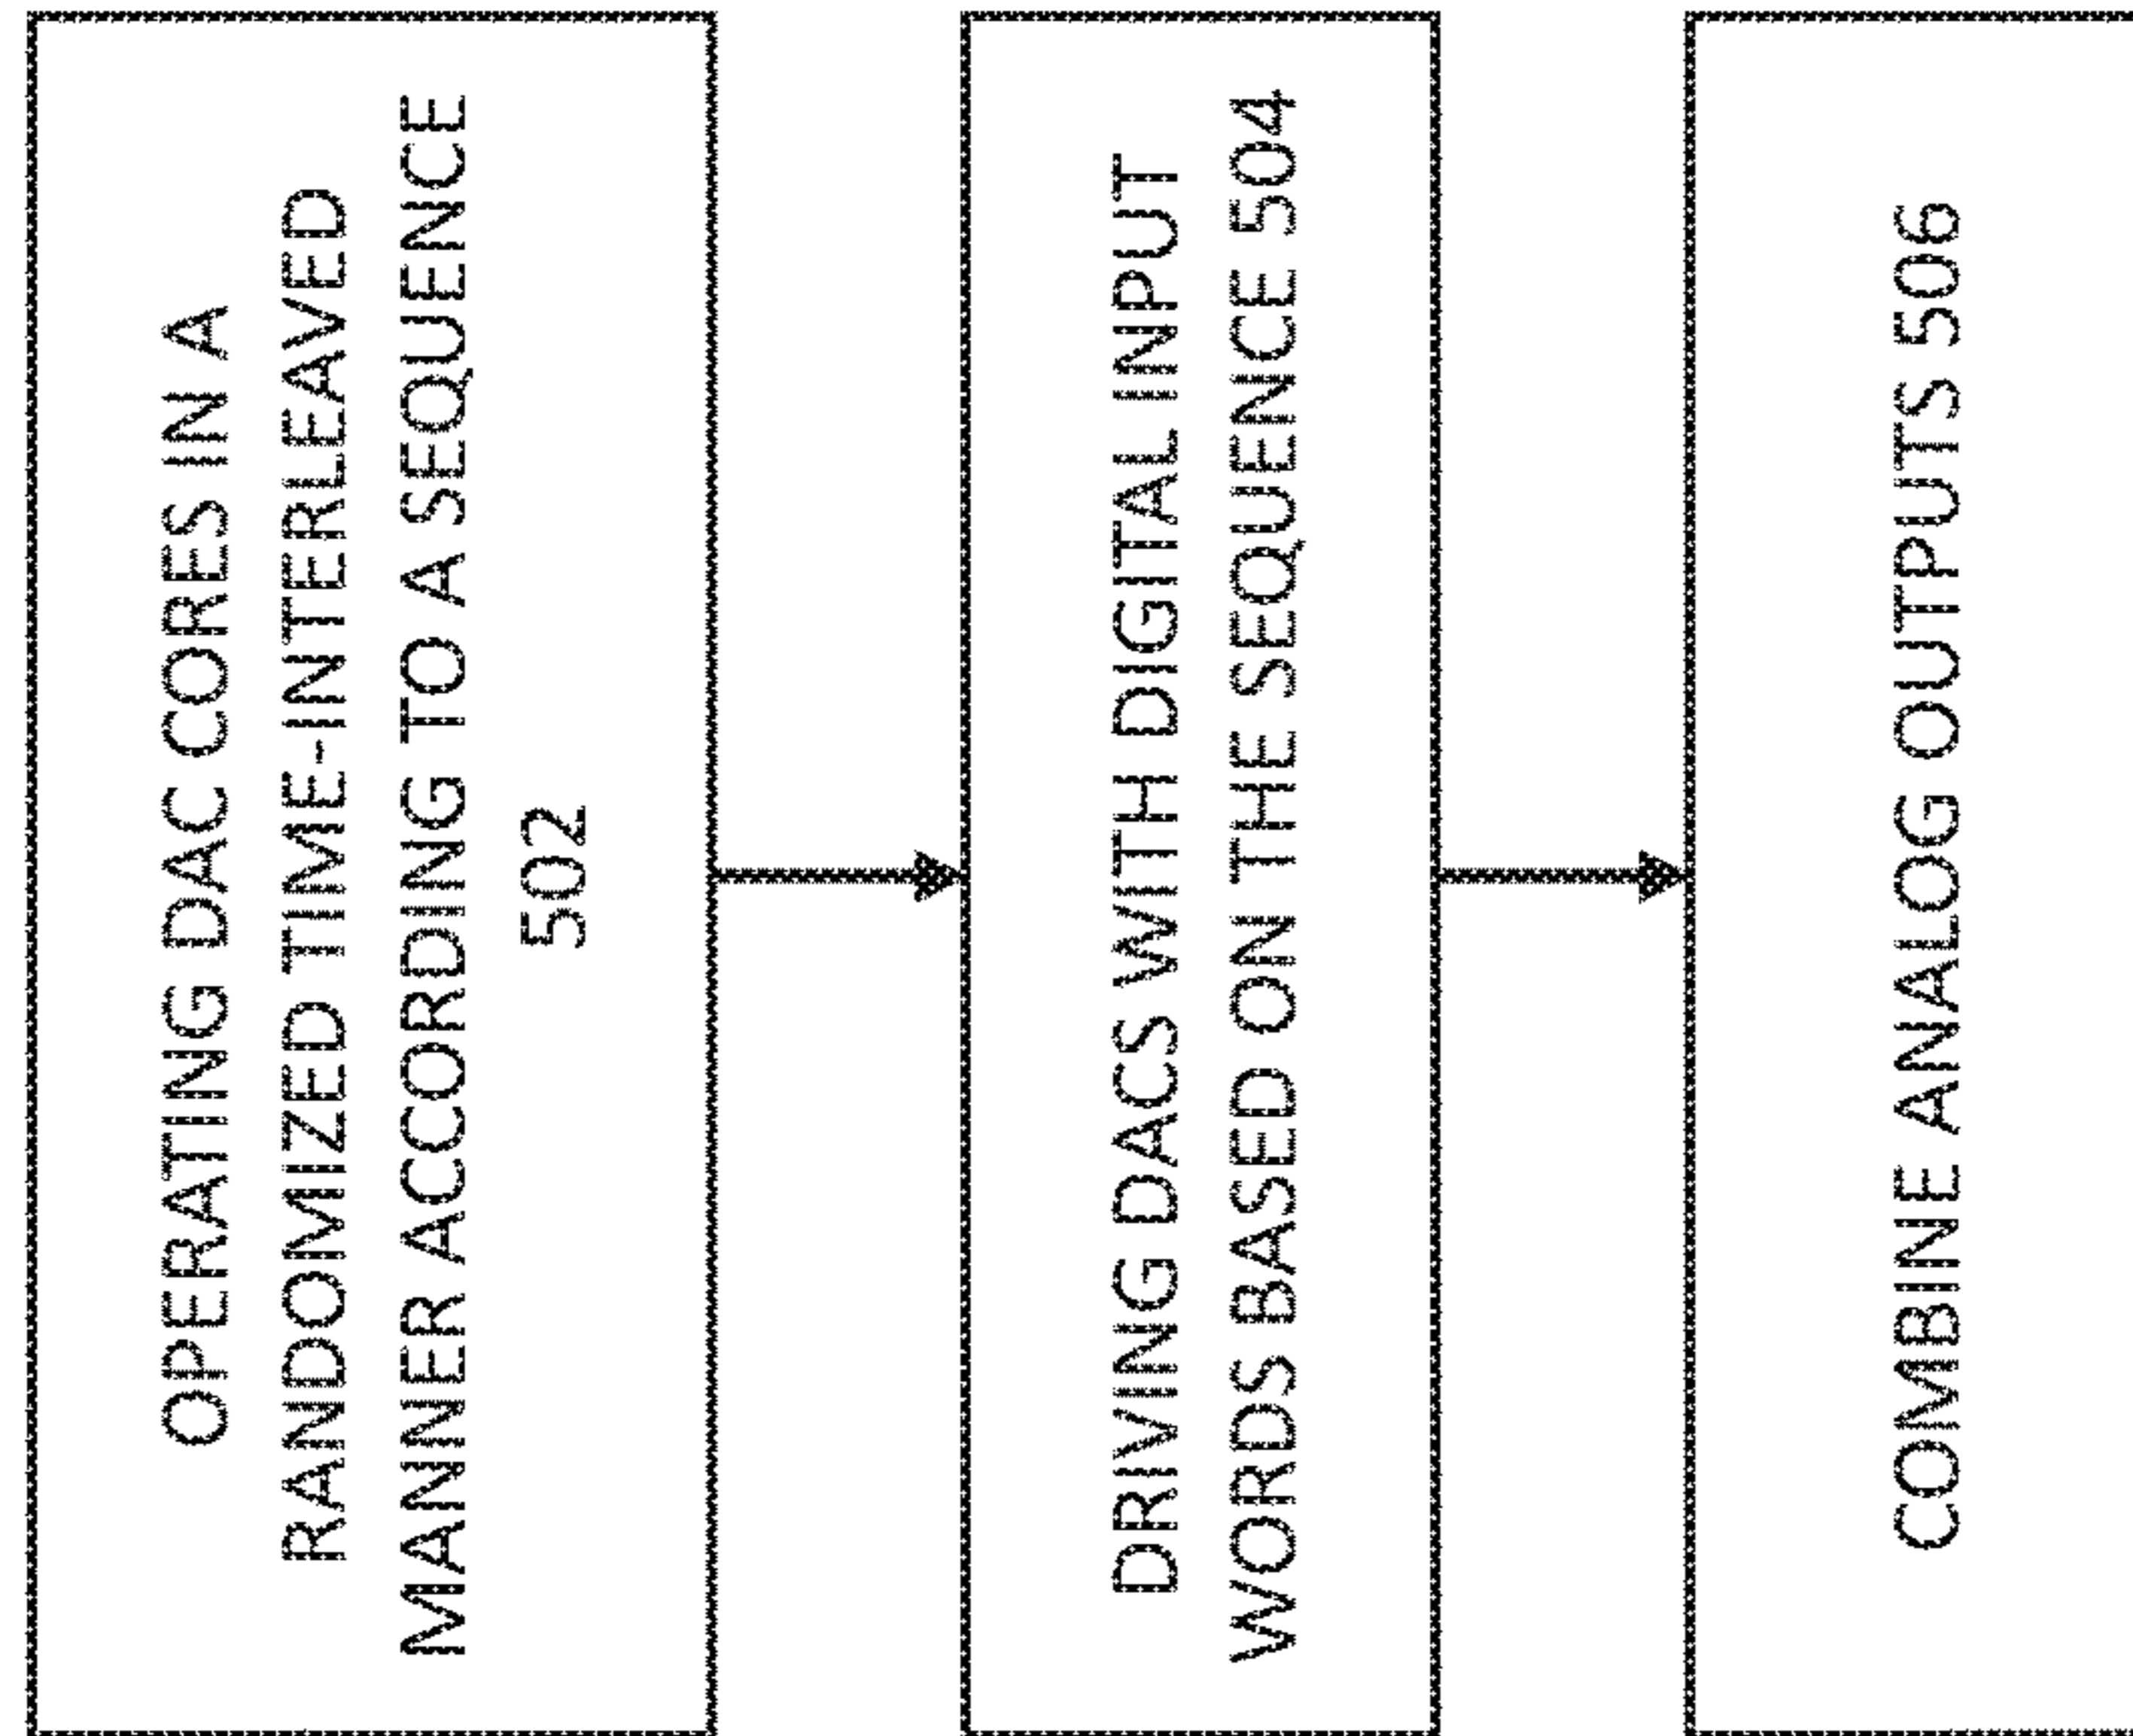 OPERATING DAC CORES IN A
RANDOMIZED TIME-INTERLEAVED
MANNER ACCORDING TO A SEQUENCE
502
DRIVING DACS WITH DIGITAL INPUT
WORDS BASED ON THE SEQUENCE 504
COMBINE ANALOG OUTPUTS 506